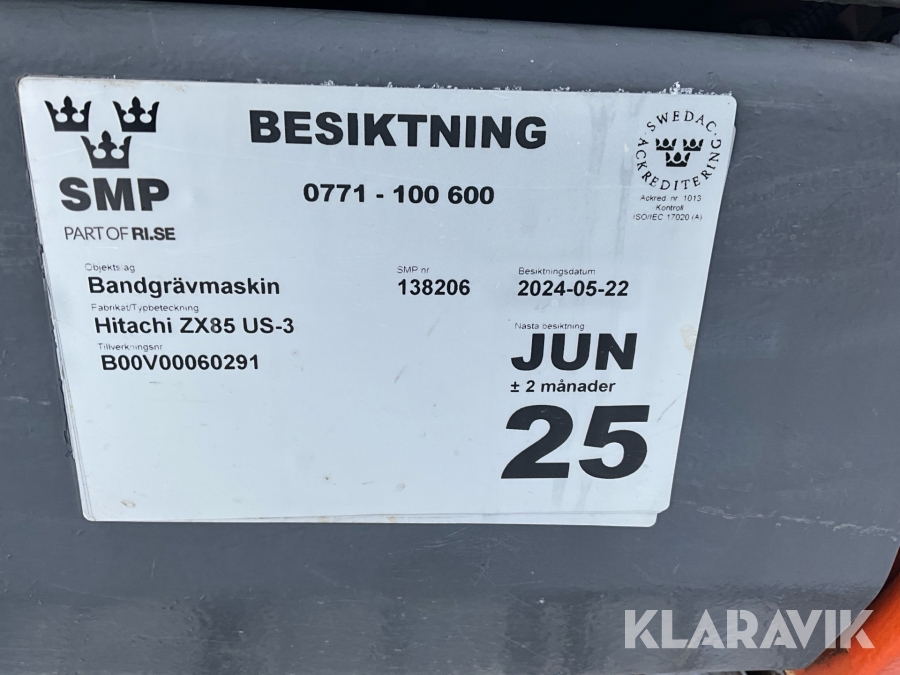 BESIKTNING
0771 - 100 600
SMP
PART OF RI.SE
SWEDAC
ACKREDITERING
Ackred. nr. 1013
Kontroll
ISO/IEC 17020 (A)
Objektslag
Bandgrävmaskin
SMP nr
138206
Besiktningsdatum
2024-05-22
Fabrikat/Typbeteckning
Hitachi ZX85 US-3
Tillverkningsnr
B00V00060291
Nästa besiktning
JUN
± 2 månader
25
KLARAVIK